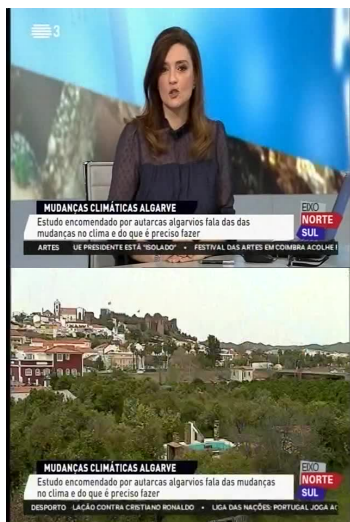 3
MUDANÇAS CLIMÁTICAS ALGARVE
Estudo encomendado por autarcas algarvios fala das das
mudanças no clima e do que é preciso fazer
EIXO
NORTE
SUL
ARTES UE PRESIDENTE ESTÁ "ISOLADO" • FESTIVAL DAS ARTES EM COIMBRA ACOLHE
MUDANÇAS CLIMÁTICAS ALGARVE
Estudo encomendado por autarcas algarvios fala das mudanças
no clima e do que é preciso fazer
EIXO
NORTE
SUL
DESPORTO LAÇÃO CONTRA CRISTIANO RONALDO • LIGA DAS NAÇÕES: PORTUGAL JOGA